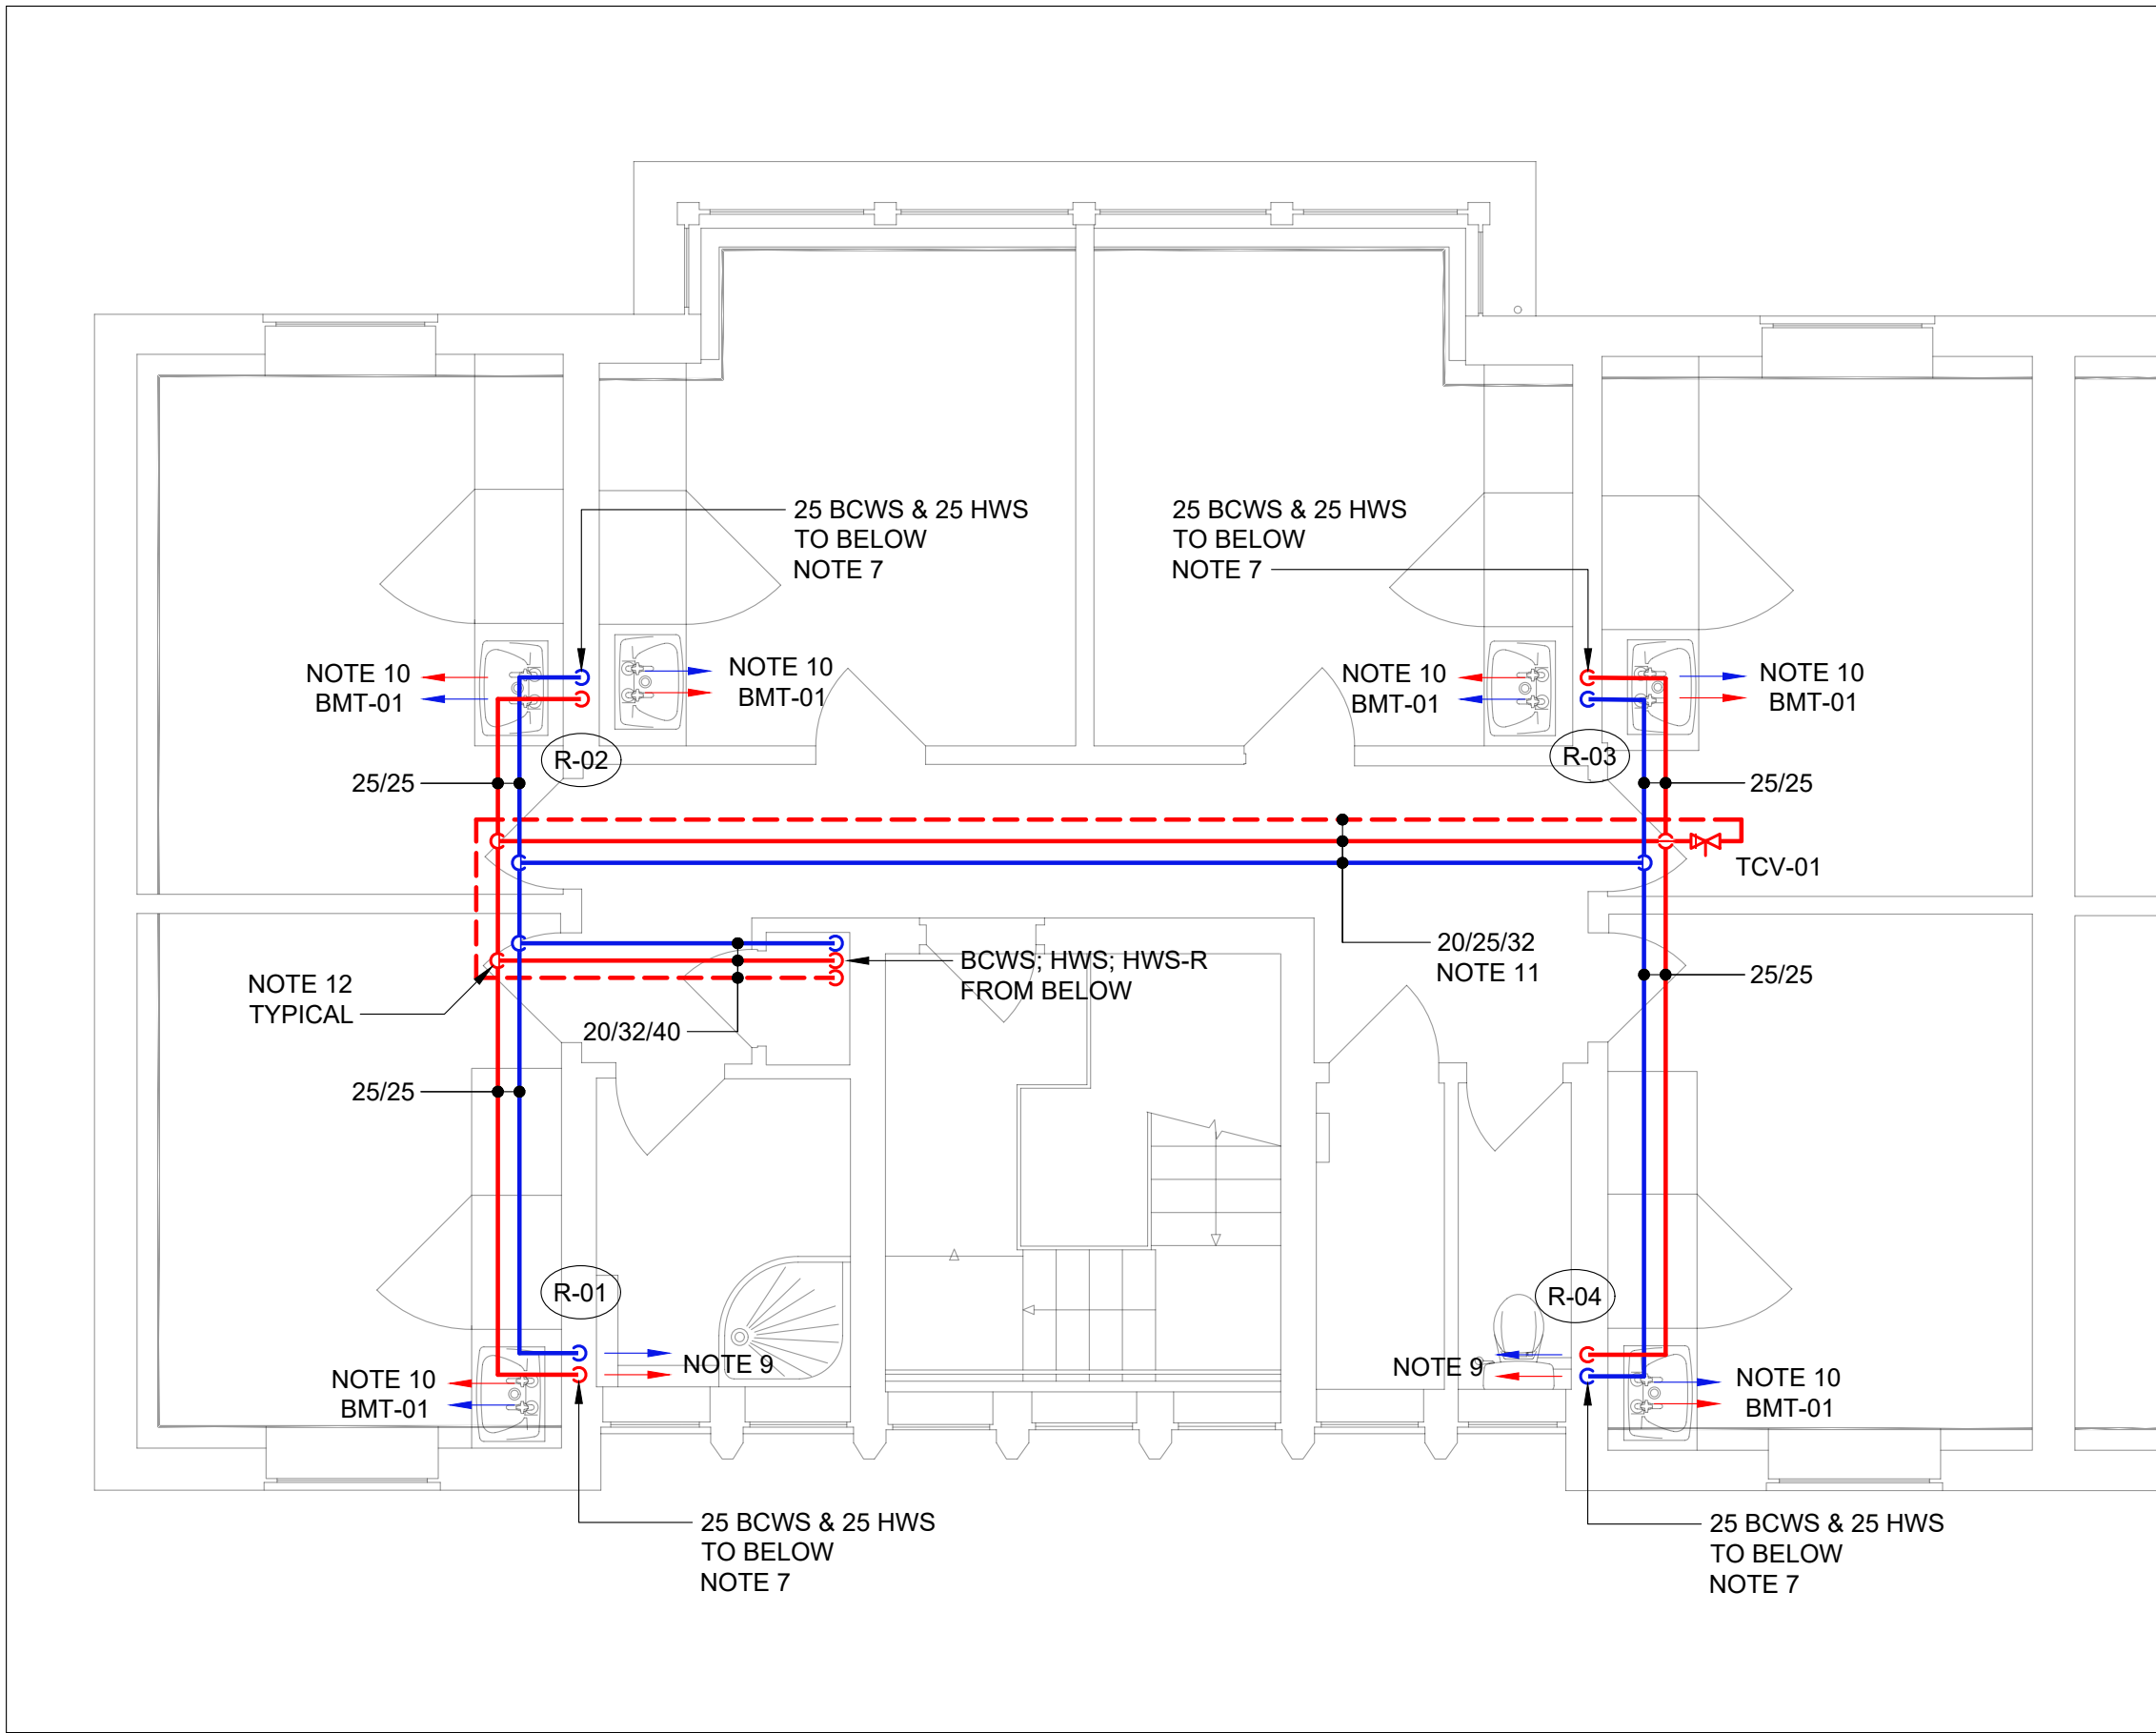 25 BCWS & 25 HWS
TO BELOW
NOTE 7
25 BCWS & 25 HWS
TO BELOW
NOTE 7
NOTE 10
BMT-01
NOTE 10
BMT-01
NOTE 10
BMT-01
NOTE 10
BMT-01
R-02
R-03
25/25
25/25
TCV-01
20/25/32
NOTE 11
BCWS; HWS; HWS-R
FROM BELOW
25/25
NOTE 12
TYPICAL
20/32/40
25/25
R-01
R-04
NOTE 9
NOTE 9
NOTE 10
BMT-01
NOTE 10
BMT-01
25 BCWS & 25 HWS
TO BELOW
NOTE 7
25 BCWS & 25 HWS
TO BELOW
NOTE 7